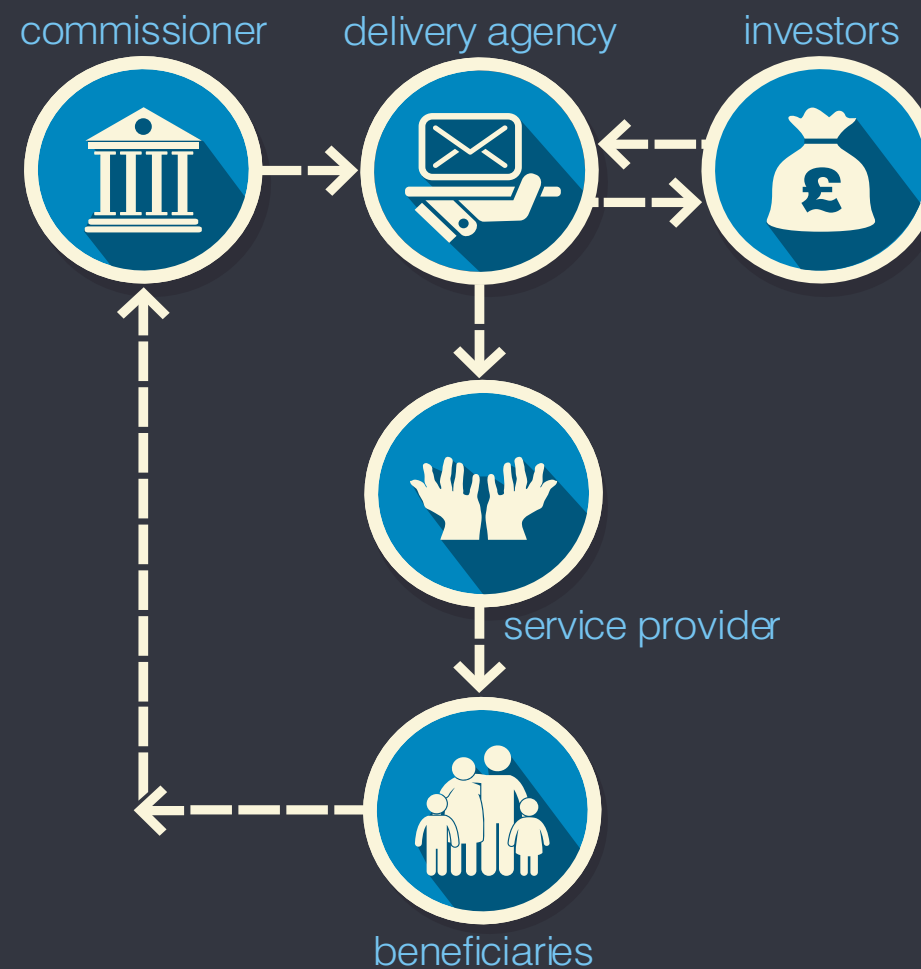 commissioner
delivery agency
investors
£
service provider
beneficiaries